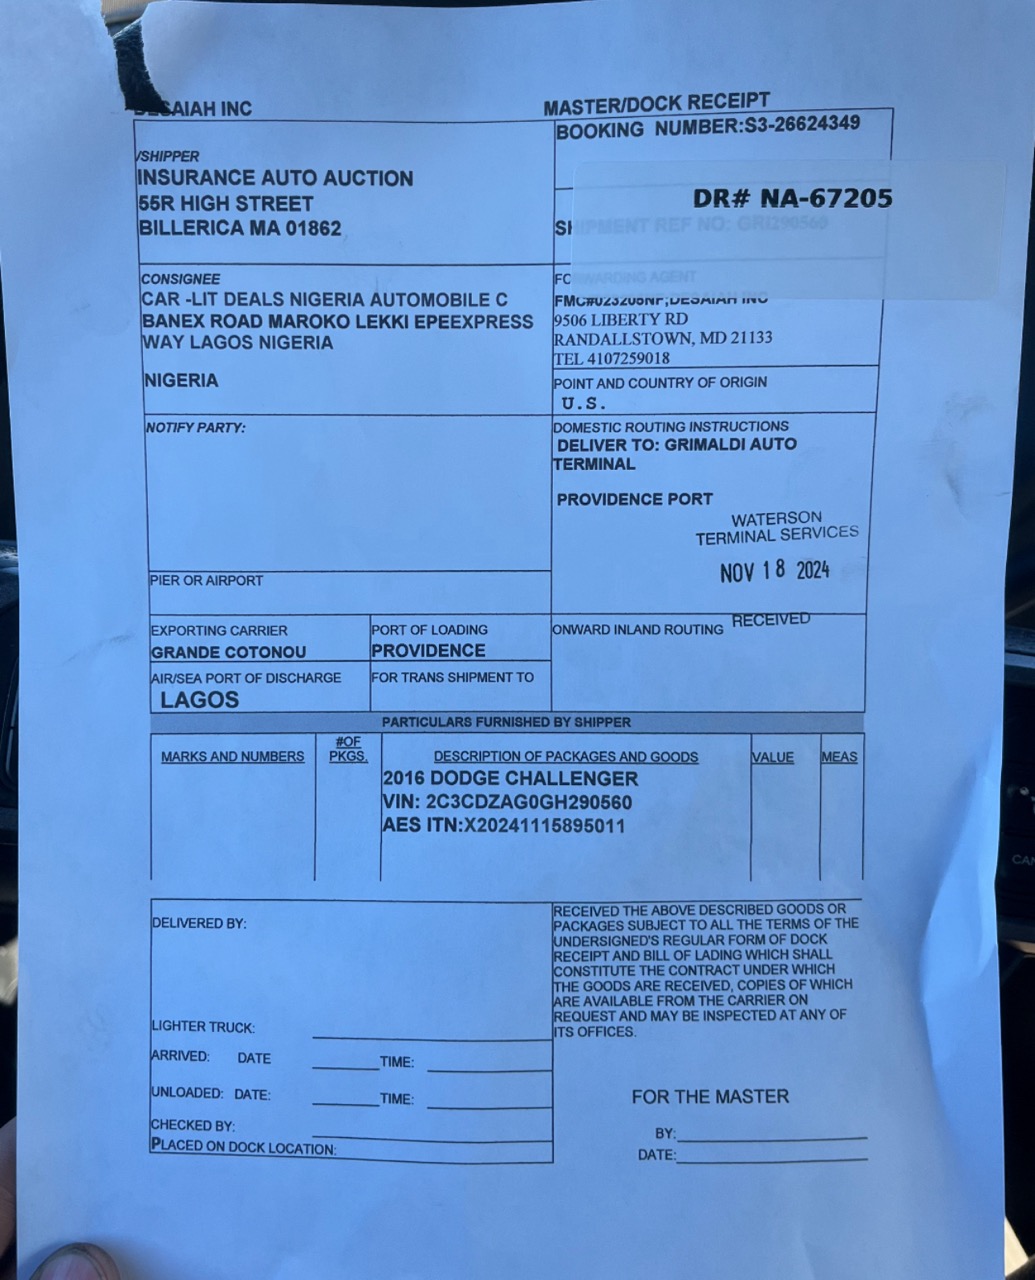 DESAIAH INC
MASTER/DOCK RECEIPT
/SHIPPER
INSURANCE AUTO AUCTION
55R HIGH STREET
BILLERICA MA 01862
BOOKING NUMBER:S3-26624349
DR# NA-67205
SHIPMENT REF NO: GRI290560
CONSIGNEE
CAR -LIT DEALS NIGERIA AUTOMOBILE C
BANEX ROAD MAROKO LEKKI EPEEXPRESS
WAY LAGOS NIGERIA
NIGERIA
FORWARDING AGENT
FMC#023208NF;DESAIAH INC
9506 LIBERTY RD
RANDALLSTOWN, MD 21133
TEL 4107259018
POINT AND COUNTRY OF ORIGIN
U.S.
NOTIFY PARTY:
DOMESTIC ROUTING INSTRUCTIONS
DELIVER TO: GRIMALDI AUTO
TERMINAL
PROVIDENCE PORT
WATERSON
TERMINAL SERVICES
NOV 18 2024
RECEIVED
PIER OR AIRPORT
EXPORTING CARRIER
GRANDE COTONOU
PORT OF LOADING
PROVIDENCE
ONWARD INLAND ROUTING
AIR/SEA PORT OF DISCHARGE
LAGOS
FOR TRANS SHIPMENT TO
PARTICULARS FURNISHED BY SHIPPER
MARKS AND NUMBERS
#OF
PKGS.
DESCRIPTION OF PACKAGES AND GOODS
VALUE
MEAS
2016 DODGE CHALLENGER
VIN: 2C3CDZAG0GH290560
AES ITN:X20241115895011
DELIVERED BY:
LIGHTER TRUCK:
ARRIVED: DATE TIME:
UNLOADED: DATE: TIME:
CHECKED BY:
PLACED ON DOCK LOCATION:
RECEIVED THE ABOVE DESCRIBED GOODS OR
PACKAGES SUBJECT TO ALL THE TERMS OF THE
UNDERSIGNED'S REGULAR FORM OF DOCK
RECEIPT AND BILL OF LADING WHICH SHALL
CONSTITUTE THE CONTRACT UNDER WHICH
THE GOODS ARE RECEIVED, COPIES OF WHICH
ARE AVAILABLE FROM THE CARRIER ON
REQUEST AND MAY BE INSPECTED AT ANY OF
ITS OFFICES.
FOR THE MASTER
BY:
DATE: